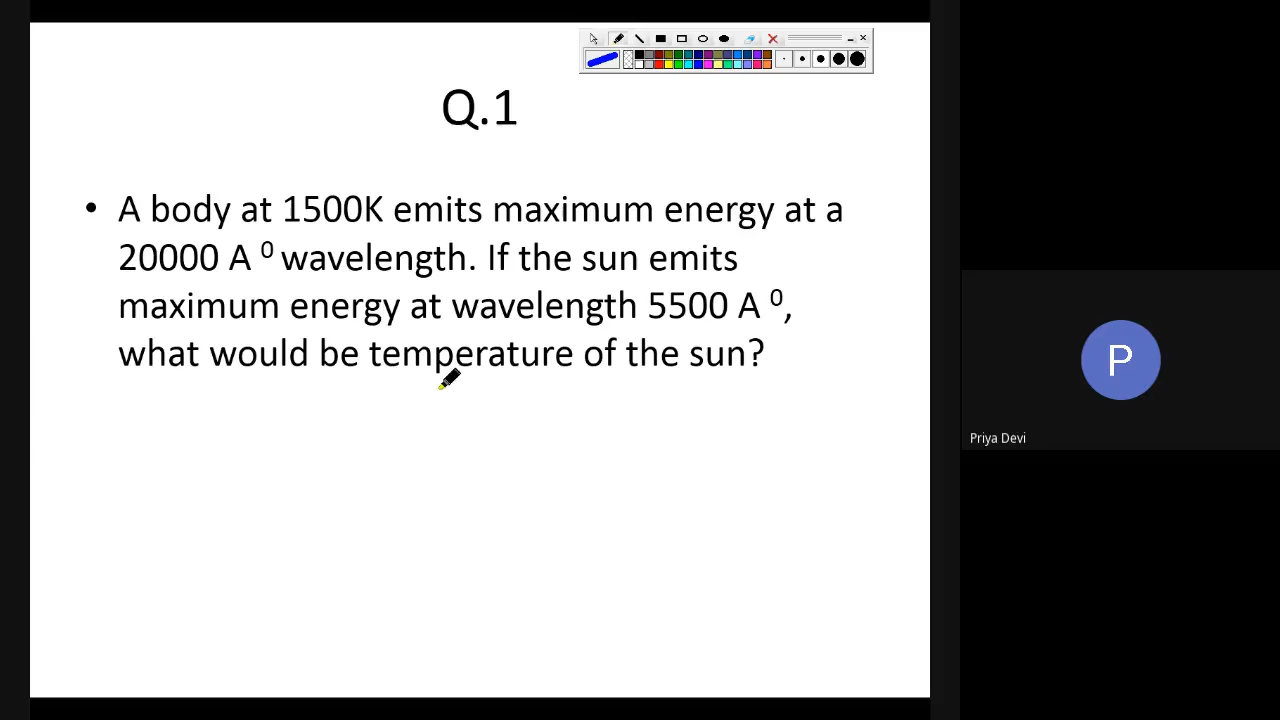 Q.1
• A body at 1500K emits maximum energy at a
20000 A ⁰ wavelength. If the sun emits
maximum energy at wavelength 5500 A ⁰,
what would be temperature of the sun?
P
Priya Devi